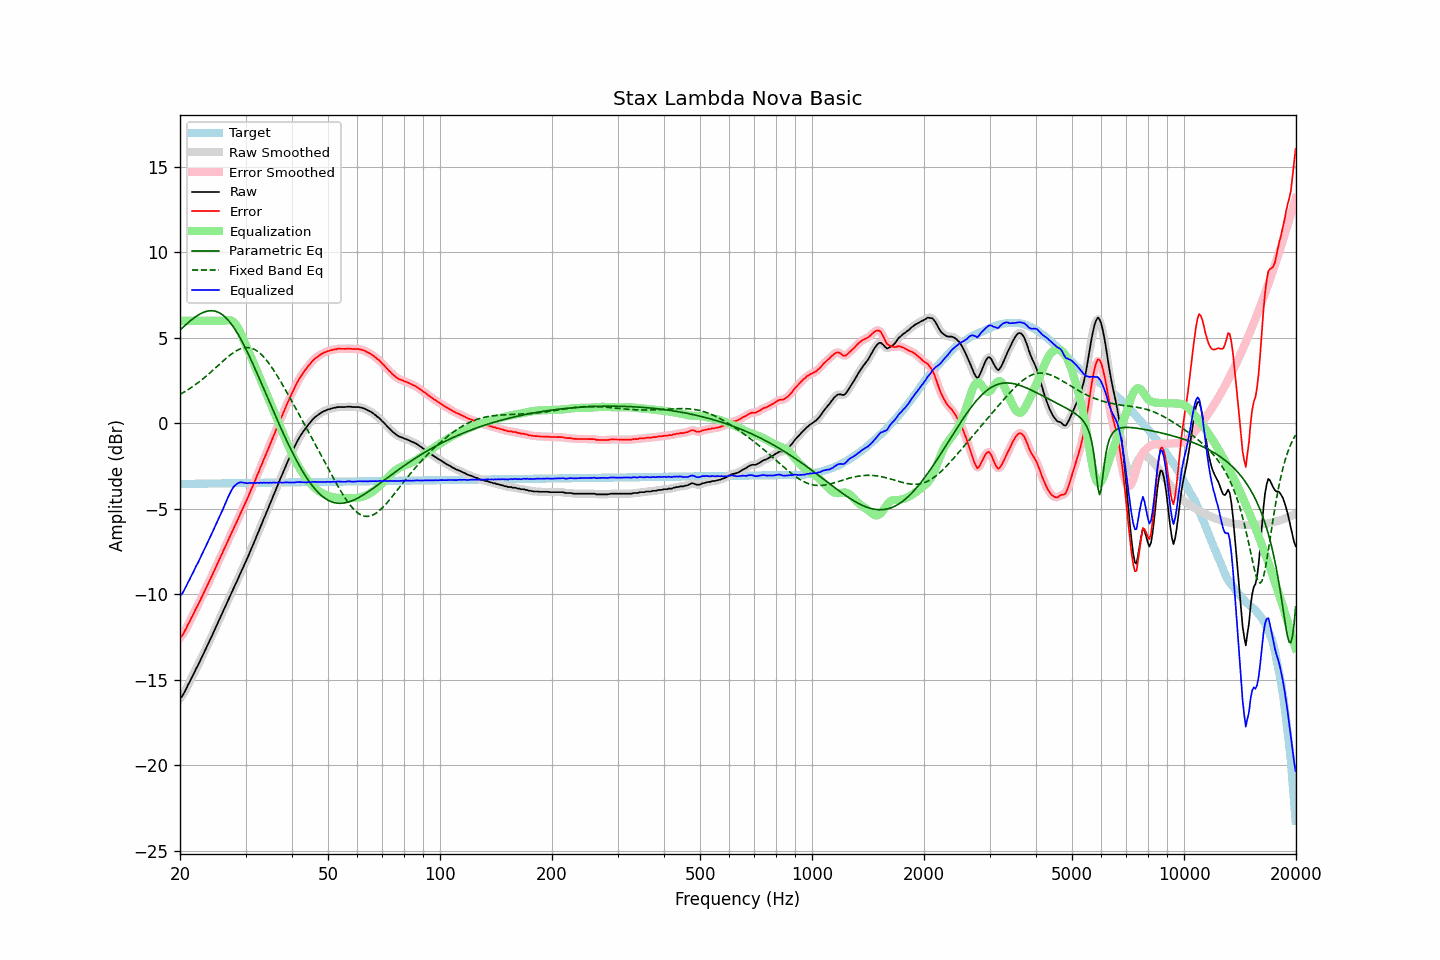 Stax Lambda Nova Basic
Target
Raw Smoothed
Error Smoothed
Raw
Error
Equalization
Parametric Eq
Fixed Band Eq
Equalized
15
10
5
0
−5
−10
−15
−20
−25
Amplitude (dBr)
20 50 100 200 500 1000 2000 5000 10000 20000
Frequency (Hz)